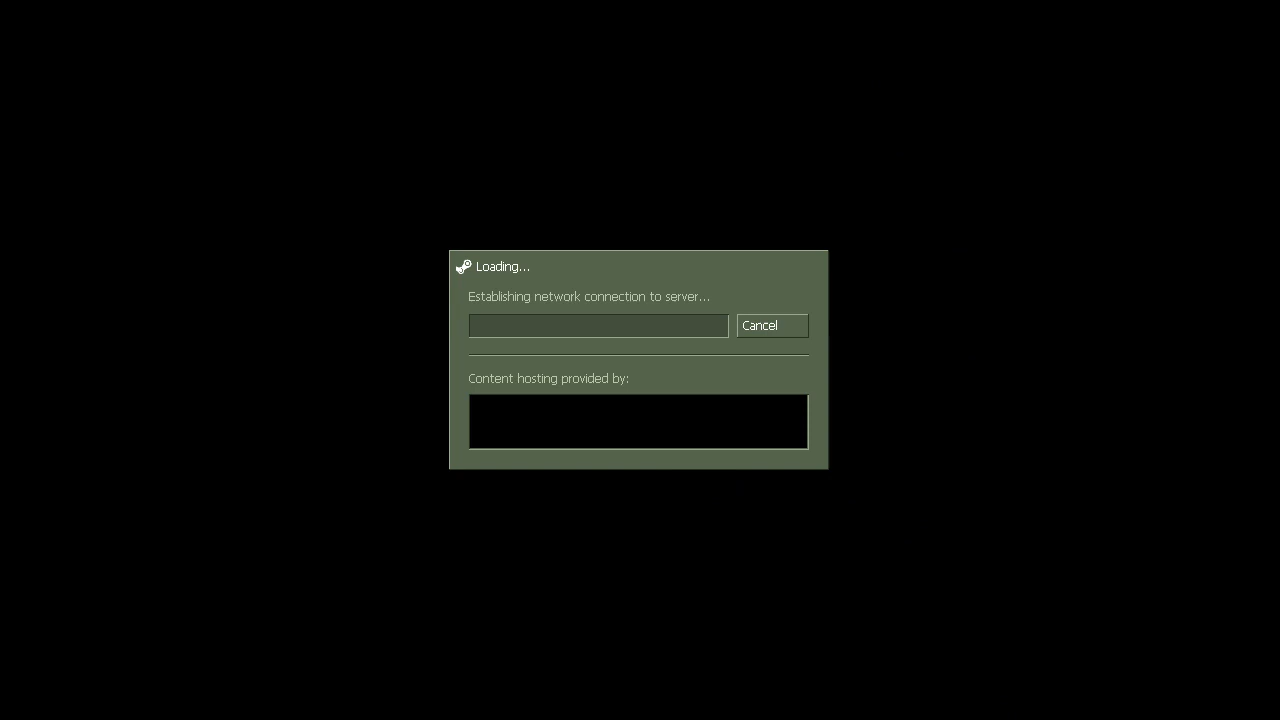 Loading...
Establishing network connection to server...
Cancel
Content hosting provided by: